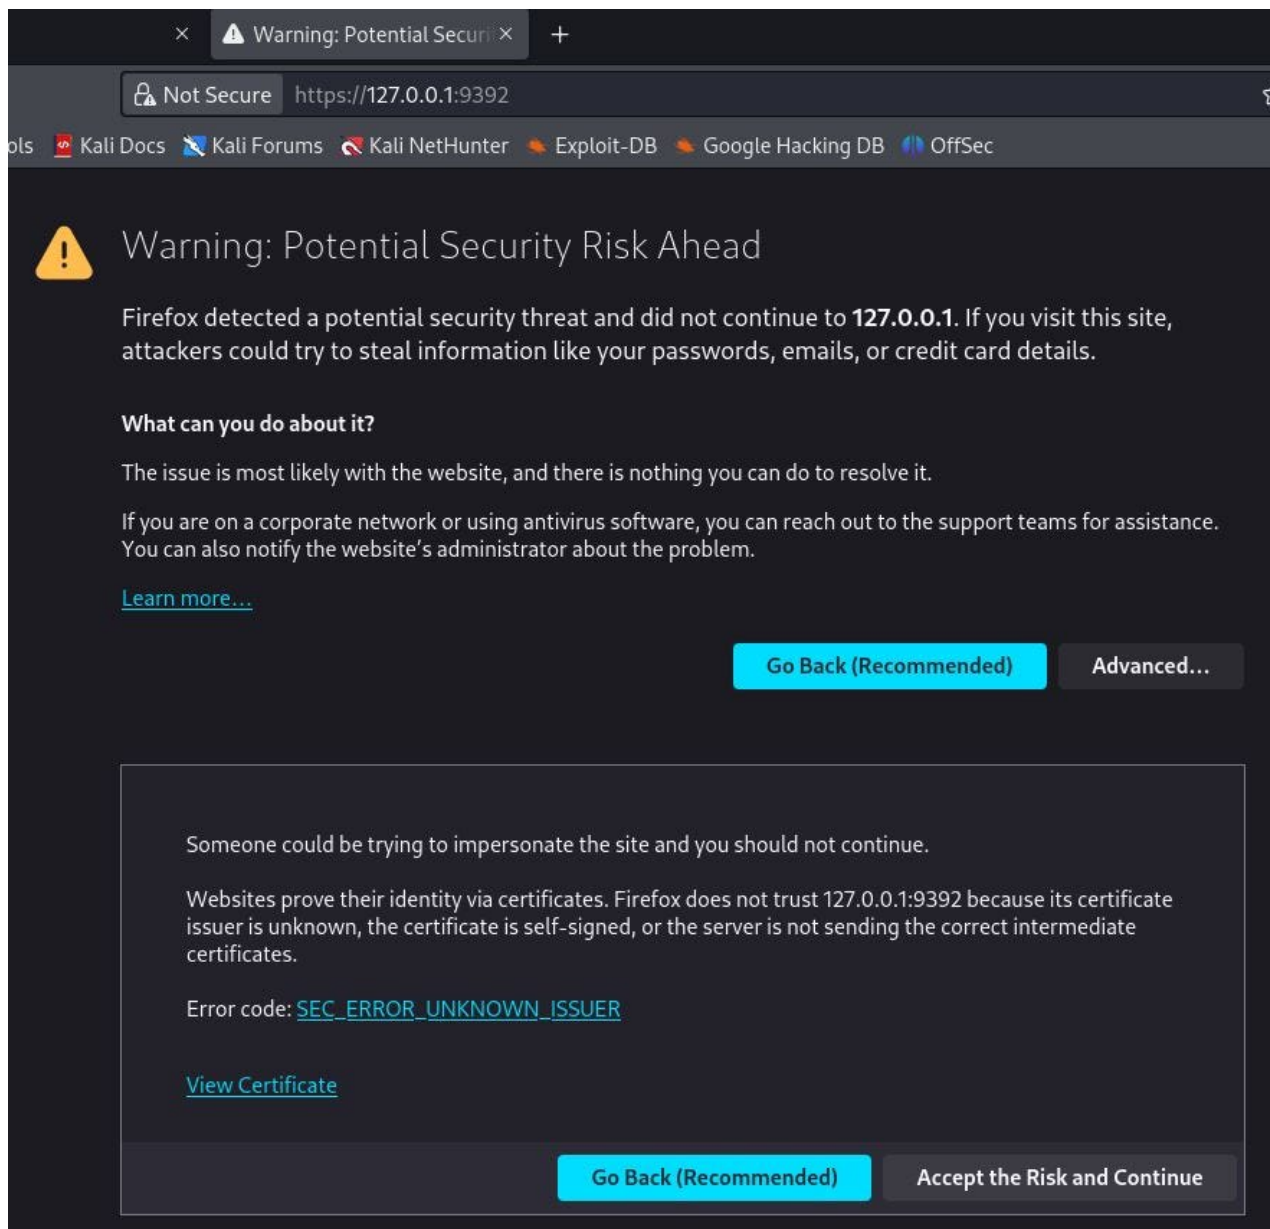 Warning: Potential Securi
Not Secure https://127.0.0.1:9392
ols Kali Docs Kali Forums Kali NetHunter Exploit-DB Google Hacking DB OffSec
Warning: Potential Security Risk Ahead
Firefox detected a potential security threat and did not continue to 127.0.0.1. If you visit this site,
attackers could try to steal information like your passwords, emails, or credit card details.
What can you do about it?
The issue is most likely with the website, and there is nothing you can do to resolve it.
If you are on a corporate network or using antivirus software, you can reach out to the support teams for assistance.
You can also notify the website’s administrator about the problem.
Learn more…
Go Back (Recommended) Advanced…
Someone could be trying to impersonate the site and you should not continue.
Websites prove their identity via certificates. Firefox does not trust 127.0.0.1:9392 because its certificate
issuer is unknown, the certificate is self-signed, or the server is not sending the correct intermediate
certificates.
Error code: SEC_ERROR_UNKNOWN_ISSUER
View Certificate
Go Back (Recommended) Accept the Risk and Continue